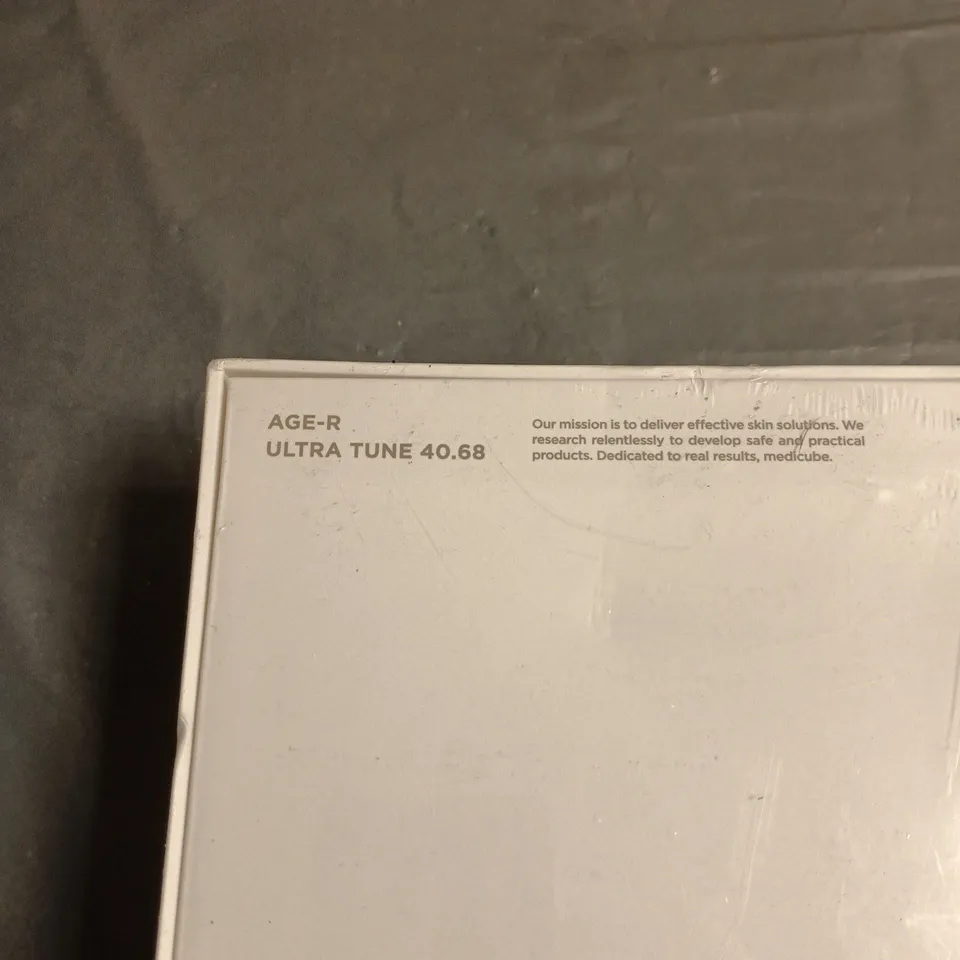 AGE-R
ULTRA TUNE 40.68
Our mission is to deliver effective skin solutions. We
research relentlessly to develop safe and practical
products. Dedicated to real results, medicube.